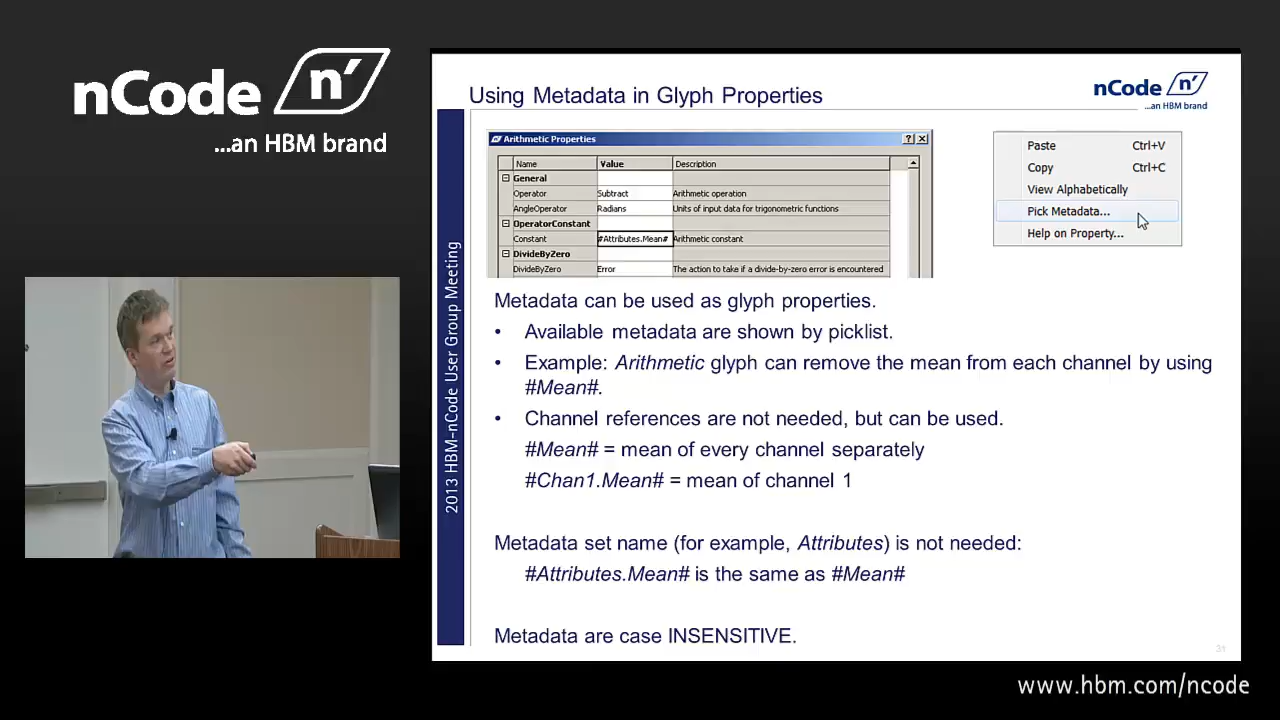 nCode n'
...an HBM brand
Using Metadata in Glyph Properties
nCode n'
...an HBM brand
2013 HBM-nCode User Group Meeting
Arithmetic Properties
Name Value Description
General
Operator Subtract Arithmetic operation
AngleOperator Radians Units of input data for trigonometric functions
OperatorConstant
Constant #Attributes.Mean# Arithmetic constant
DivideByZero
DivideByZero Error The action to take if a divide-by-zero error is encountered
Paste Ctrl+V
Copy Ctrl+C
View Alphabetically
Pick Metadata...
Help on Property...
Metadata can be used as glyph properties.
• Available metadata are shown by picklist.
• Example: Arithmetic glyph can remove the mean from each channel by using
#Mean#.
• Channel references are not needed, but can be used.
#Mean# = mean of every channel separately
#Chan1.Mean# = mean of channel 1
Metadata set name (for example, Attributes) is not needed:
#Attributes.Mean# is the same as #Mean#
Metadata are case INSENSITIVE.
31
www.hbm.com/ncode